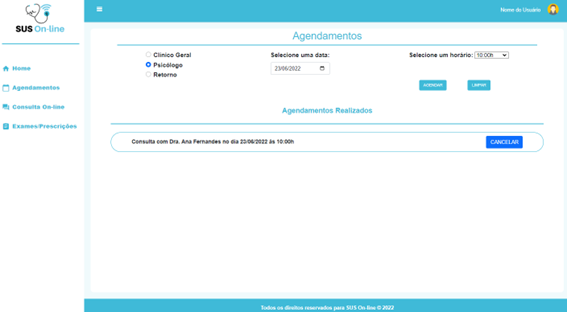 SUS On-line
Nome do Usuário
Home
Agendamentos
Consulta On-line
Exames/Prescrições
Agendamentos
Clínico Geral
Psicólogo
Retorno
Selecione uma data:
23/06/2022
Selecione um horário: 10:00h
AGENDAR
LIMPAR
Agendamentos Realizados
Consulta com Dra. Ana Fernandes no dia 23/06/2022 às 10:00h
CANCELAR
Todos os direitos reservados para SUS On-line © 2022